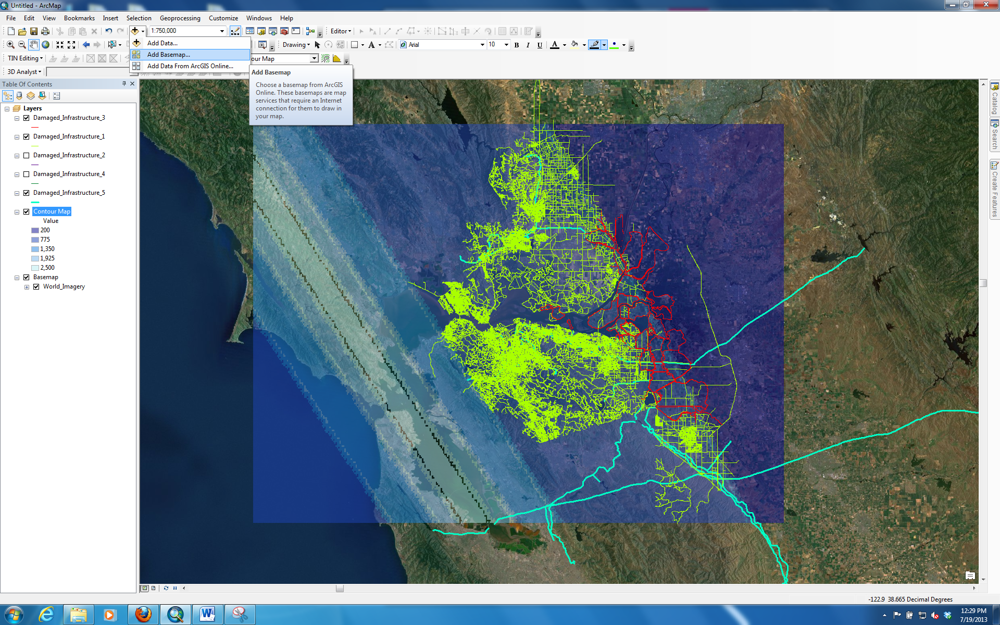 Untitled - ArcMap
File Edit View Bookmarks Insert Selection Geoprocessing Customize Windows Help
1:750,000
Editor
Drawing
A
Arial
10
B I U A
TIN Editing
our Map
3D Analyst
Add Data...
Add Basemap...
Add Data From ArcGIS Online...
Add Basemap
Choose a basemap from ArcGIS
Online. These basemaps are map
services that require an Internet
connection for them to draw in
your map.
Table Of Contents
Layers
Damaged_Infrastructure_3
Damaged_Infrastructure_1
Damaged_Infrastructure_2
Damaged_Infrastructure_4
Damaged_Infrastructure_5
Contour Map
Value
200
775
1,350
1,925
2,500
Basemap
World_Imagery
Catalog
Search
Create Features
-122.9 38.665 Decimal Degrees
12:29 PM
7/19/2013